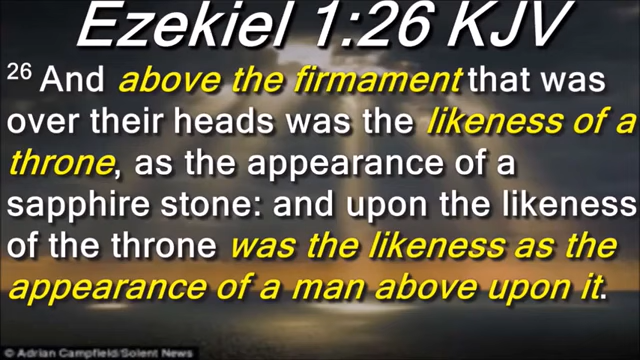 Ezekiel 1:26 KJV
26 And above the firmament that was
over their heads was the likeness of a
throne, as the appearance of a
sapphire stone: and upon the likeness
of the throne was the likeness as the
appearance of a man above upon it.
© Adrian Campfield/Solent News